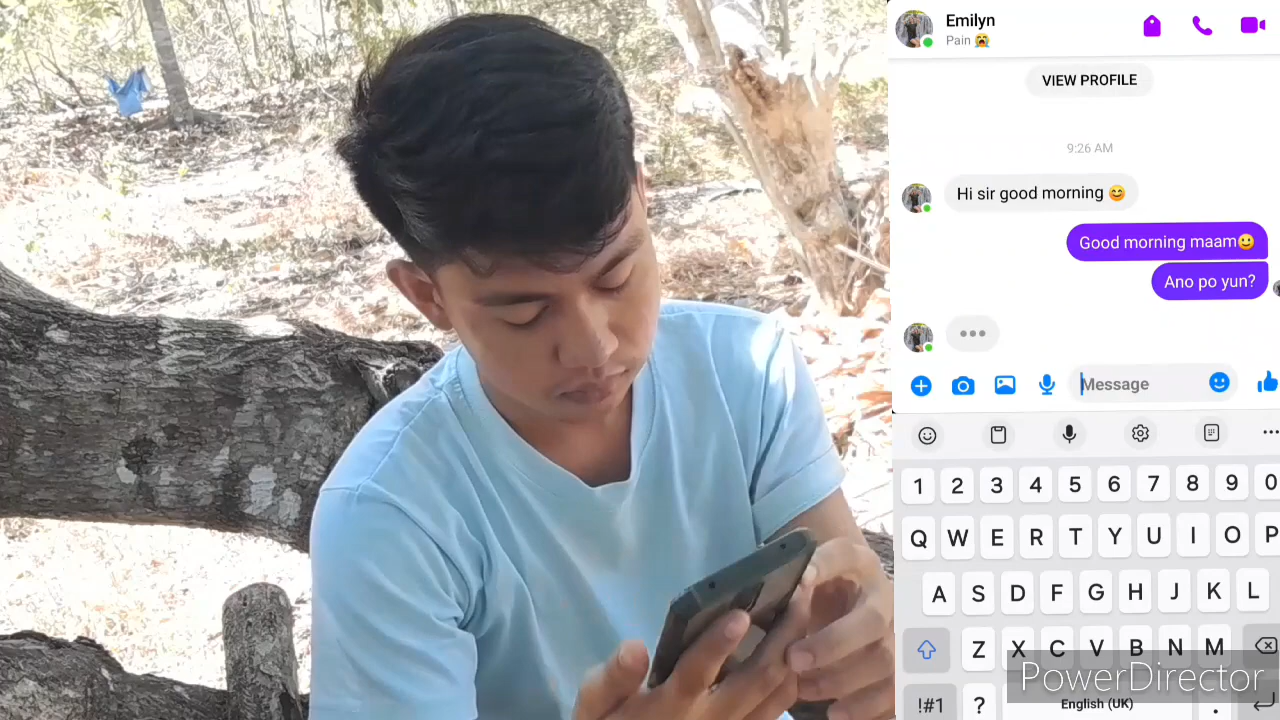 Emilyn
Pain 😭
VIEW PROFILE
9:26 AM
Hi sir good morning 😊
Good morning maam😀
Ano po yun?
Message
1 2 3 4 5 6 7 8 9 0
Q W E R T Y U I O P
A S D F G H J K L
Z X C V B N M
PowerDirector
!#1 ? English (UK) .